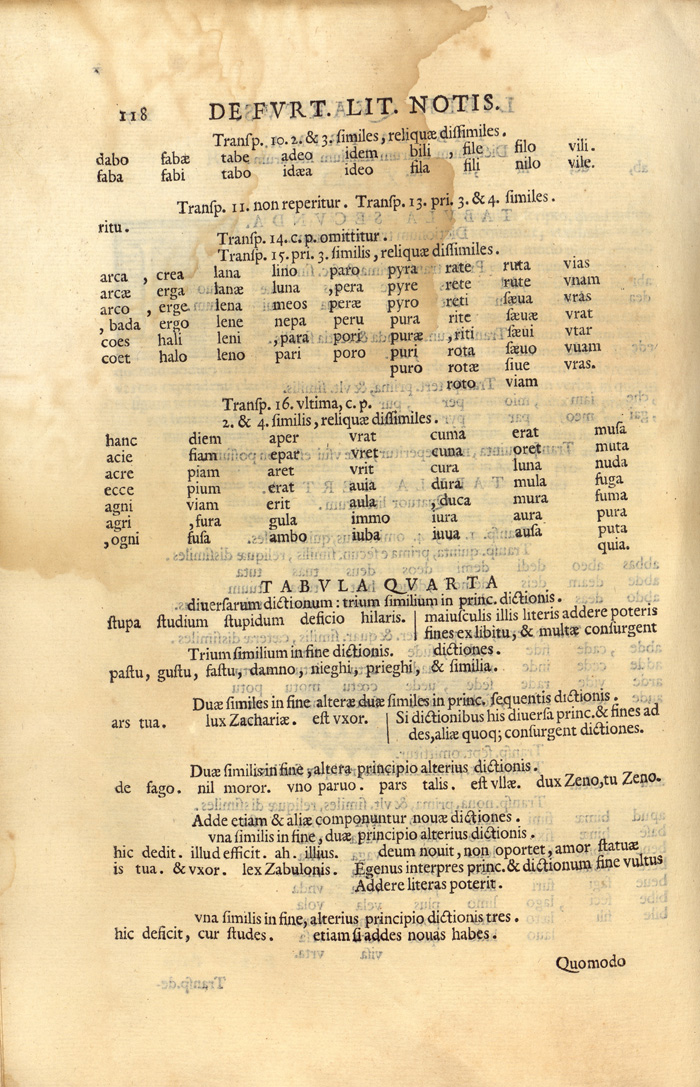 118 DE FVRT. LIT. NOTIS.
Tranſp. 10. 2. & 3. ſimiles, reliquæ diſſimiles.
dabo fabæ tabe adeo idem bili , file filo vili.
faba fabi tabo idæa ideo fila fili nilo vile.
Tranſp. 11. non reperitur. Tranſp. 13. pri. 3. & 4. ſimiles.
ritu.
Tranſp. 14. c. p. omittitur.
Tranſp. 15. pri. 3. ſimilis, reliquæ diſſimiles.
arca , crea lana lino paro pyra rate ruta vias
arcæ erga lanæ luna , pera pyre rete rute vnam
arco , erge lena meos peræ pyro reti ſæua vras
, bada ergo lene nepa peru pura rite ſæuæ vrat
coes hali leni , para pori puræ , riti ſæui vtar
coet halo leno pari poro puri rota ſæuo vuam
puro rotæ ſiue vras.
roto viam
Tranſp. 16. vltima, c. p.
2. & 4. ſimilis, reliquæ diſſimiles.
hanc diem aper vrat cuma erat muſa
acie fiam epar vret cuna oret muta
acre piam aret vrit cura luna nuda
ecce pium erat auia dura mula fuga
agni viam erit aula , duca mura fuma
agri , fura gula immo iura aura pura
, ogni fuſa ambo iuba iuua auſa puta
quia.
TABVLA QVARTA
diuerſarum dictionum : trium ſimilium in princ. dictionis.
ſtupa ſtudium ſtupidum deficio hilaris. | maiuſculis illis literis addere poteris
fines ex libitu, & multæ conſurgent
Trium ſimilium in fine dictionis. dictiones.
paſtu, guſtu, faſtu, damno, nieghi, prieghi, & ſimilia.
Duæ ſimiles in fine alteræ duæ ſimiles in princ. ſequentis dictionis.
ars tua. lux Zachariæ. eſt vxor. | Si dictionibus his diuerſa princ. & fines ad
des, aliæ quoq; conſurgent dictiones.
Duæ ſimilis in fine, altera principio alterius dictionis.
de ſago. nil moror. vno paruo. pars talis. eſt vllæ. dux Zeno, tu Zeno.
Adde etiam & aliæ componuntur nouæ dictiones.
vna ſimilis in fine, duæ principio alterius dictionis.
hic dedit. illud efficit. ah. illius. deum nouit, non oportet, amor ſtatuæ
is tua. & vxor. lex Zabulonis. Egenus interpres princ. & dictionum fine vultus
Addere literas poterit.
vna ſimilis in fine, alterius principio dictionis tres.
hic deficit, cur ſtudes. etiam ſi addes nouas habes.
Quomodo